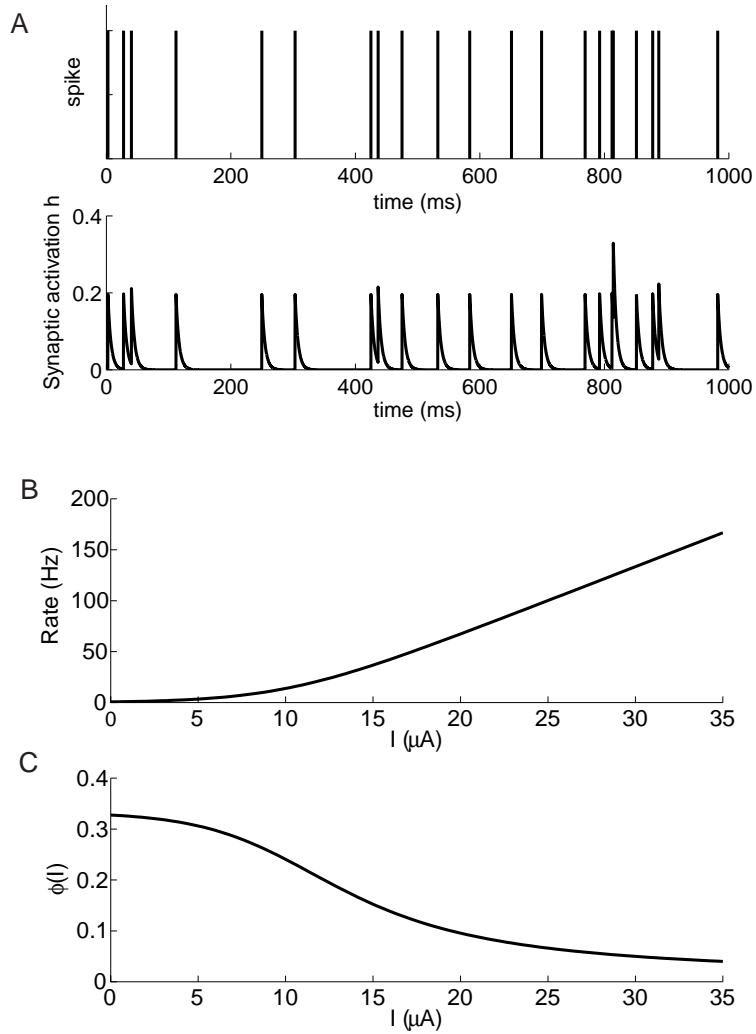 A
spike
0 200 400 600 800 1000
time (ms)
0.4
0.2
0
Synaptic activation h
0 200 400 600 800 1000
time (ms)
B
200
150
100
50
0
Rate (Hz)
0 5 10 15 20 25 30 35
I (μA)
C
0.4
0.3
0.2
0.1
0
ϕ(I)
0 5 10 15 20 25 30 35
I (μA)